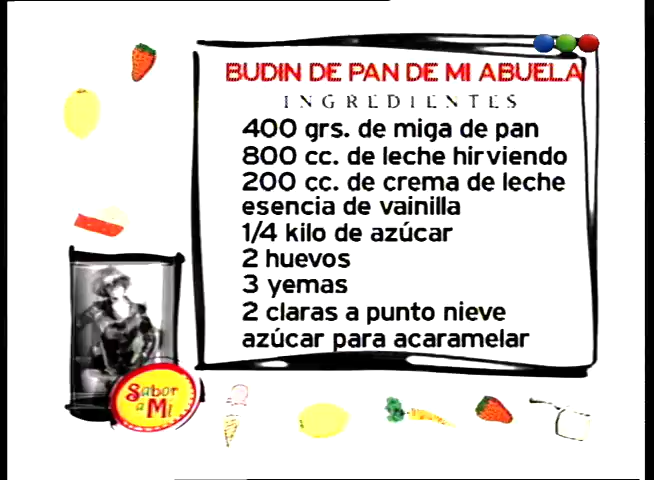 BUDIN DE PAN DE MI ABUELA
INGREDIENTES
400 grs. de miga de pan
800 cc. de leche hirviendo
200 cc. de crema de leche
esencia de vainilla
1/4 kilo de azúcar
2 huevos
3 yemas
2 claras a punto nieve
azúcar para acaramelar
Sabor
a Mi